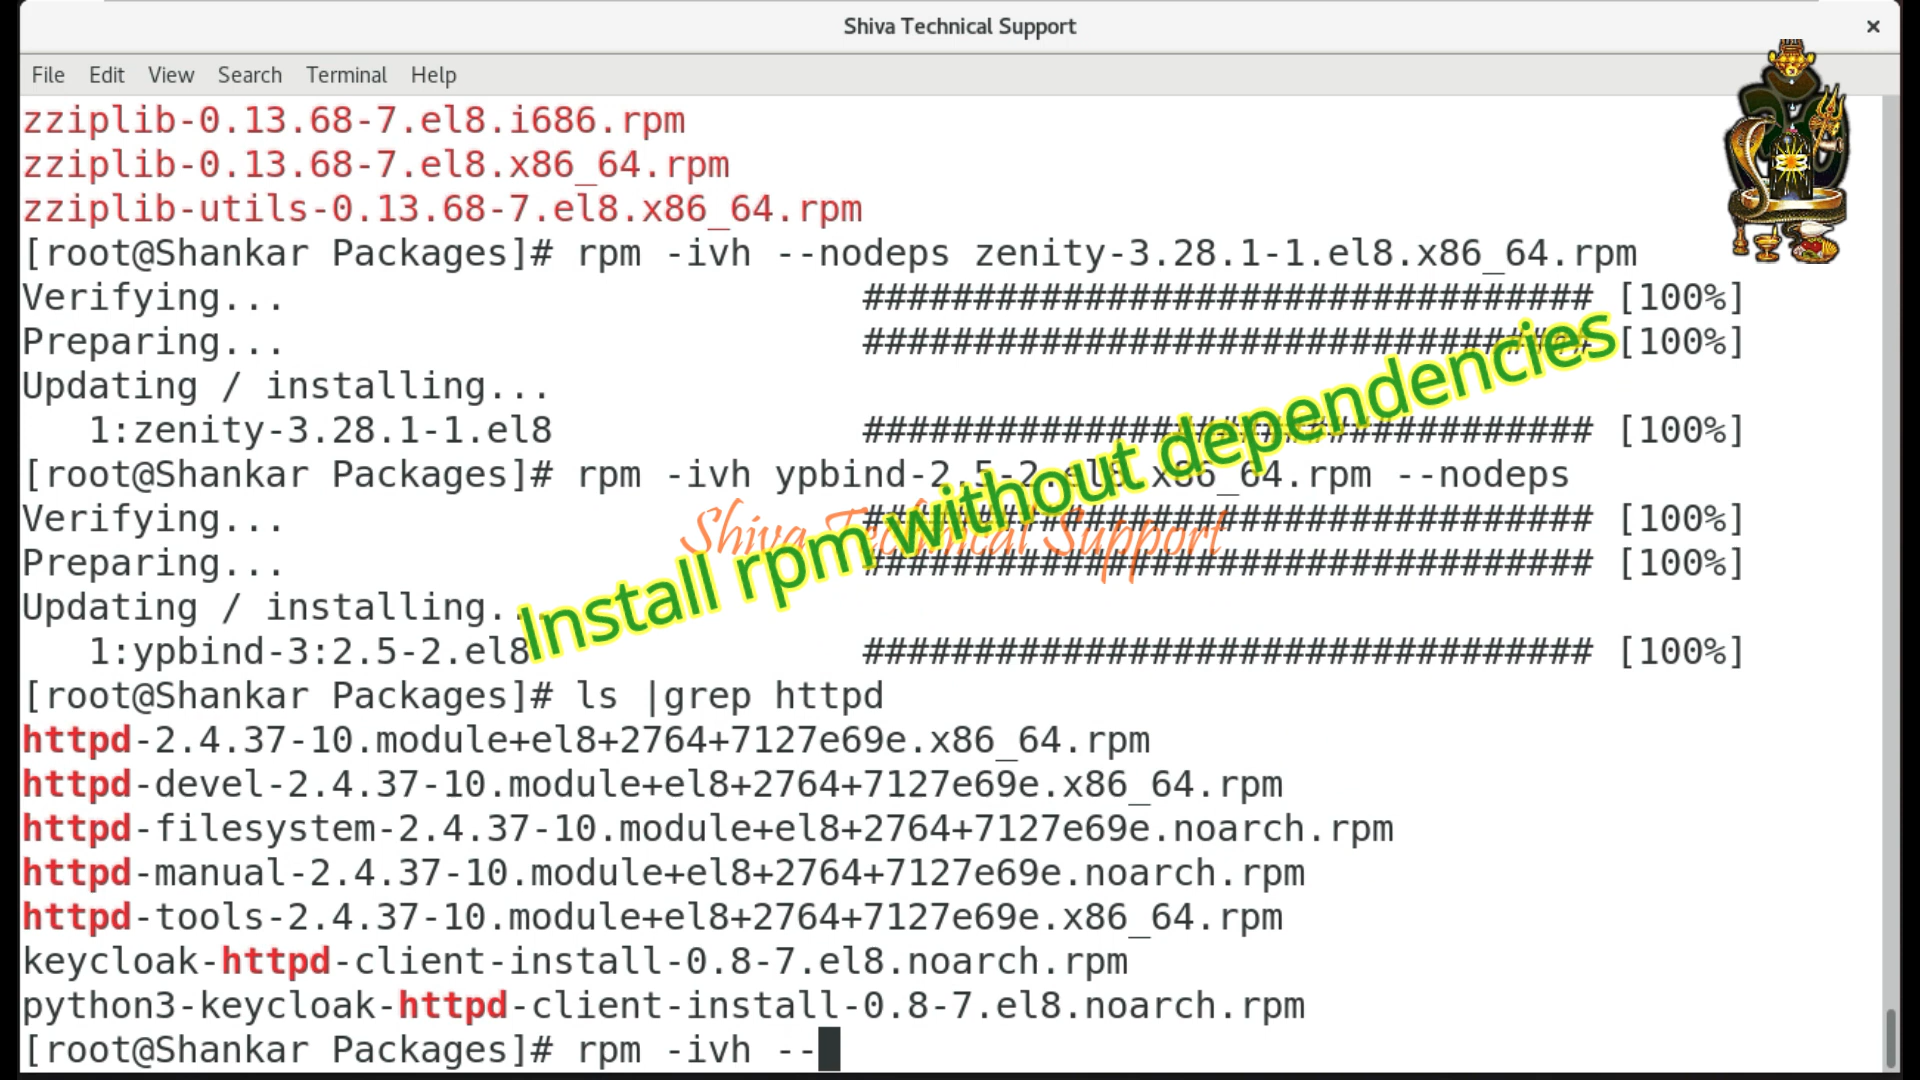 Shiva Technical Support
File Edit View Search Terminal Help
zziplib-0.13.68-7.el8.i686.rpm
zziplib-0.13.68-7.el8.x86_64.rpm
zziplib-utils-0.13.68-7.el8.x86_64.rpm
[root@Shankar Packages]# rpm -ivh --nodeps zenity-3.28.1-1.el8.x86_64.rpm
Verifying... ################################# [100%]
Preparing... ################################# [100%]
Updating / installing...
1:zenity-3.28.1-1.el8 ################################# [100%]
[root@Shankar Packages]# rpm -ivh ypbind-2.5-2.el8.x86_64.rpm --nodeps
Verifying... ################################# [100%]
Preparing... ################################# [100%]
Updating / installing...
1:ypbind-3:2.5-2.el8 ################################# [100%]
Install rpm without dependencies
Shiva Technical Support
[root@Shankar Packages]# ls |grep httpd
httpd-2.4.37-10.module+el8+2764+7127e69e.x86_64.rpm
httpd-devel-2.4.37-10.module+el8+2764+7127e69e.x86_64.rpm
httpd-filesystem-2.4.37-10.module+el8+2764+7127e69e.noarch.rpm
httpd-manual-2.4.37-10.module+el8+2764+7127e69e.noarch.rpm
httpd-tools-2.4.37-10.module+el8+2764+7127e69e.x86_64.rpm
keycloak-httpd-client-install-0.8-7.el8.noarch.rpm
python3-keycloak-httpd-client-install-0.8-7.el8.noarch.rpm
[root@Shankar Packages]# rpm -ivh --